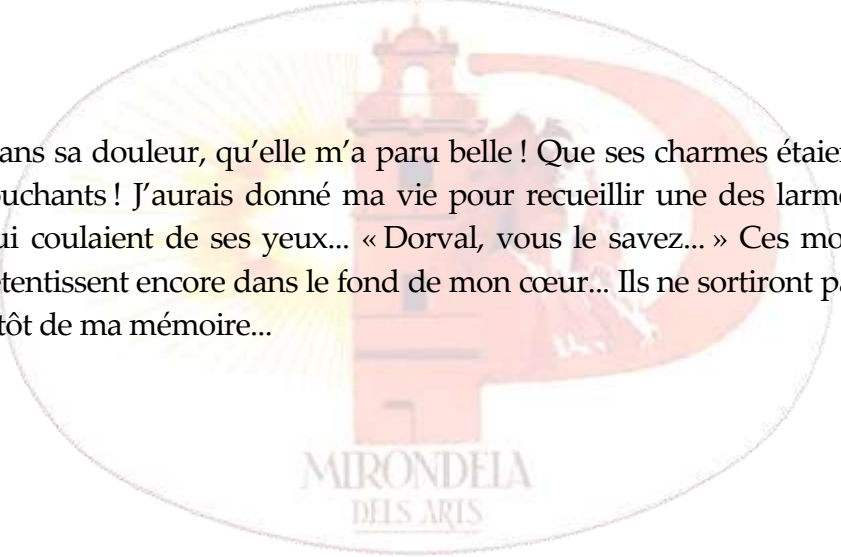 ans sa douleur, qu'elle m'a paru belle ! Que ses charmes étaie
ouchants ! J'aurais donné ma vie pour recueillir une des larme
ui coulaient de ses yeux... « Dorval, vous le savez... » Ces mo
etentissent encore dans le fond de mon cœur... Ils ne sortiront pa
tôt de ma mémoire...
MIRONDELA
DELS ARTS